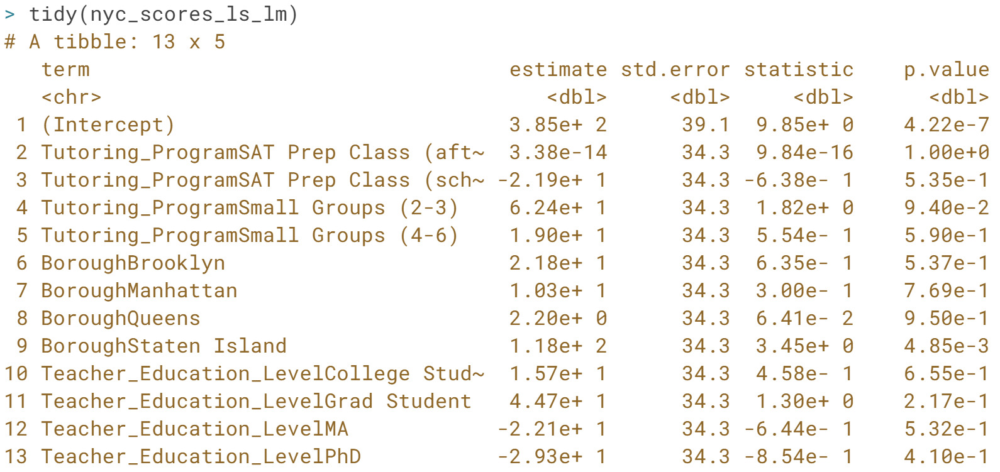 > tidy(nyc_scores_ls_lm)
# A tibble: 13 x 5
   term                                 estimate std.error statistic    p.value
   <chr>                                   <dbl>     <dbl>     <dbl>      <dbl>
 1 (Intercept)                          3.85e+ 2      39.1  9.85e+ 0    4.22e-7
 2 Tutoring_ProgramSAT Prep Class (aft~ 3.38e-14      34.3  9.84e-16    1.00e+0
 3 Tutoring_ProgramSAT Prep Class (sch~ -2.19e+ 1     34.3 -6.38e- 1    5.35e-1
 4 Tutoring_ProgramSmall Groups (2-3)   6.24e+ 1      34.3  1.82e+ 0    9.40e-2
 5 Tutoring_ProgramSmall Groups (4-6)   1.90e+ 1      34.3  5.54e- 1    5.90e-1
 6 BoroughBrooklyn                      2.18e+ 1      34.3  6.35e- 1    5.37e-1
 7 BoroughManhattan                     1.03e+ 1      34.3  3.00e- 1    7.69e-1
 8 BoroughQueens                        2.20e+ 0      34.3  6.41e- 2    9.50e-1
 9 BoroughStaten Island                 1.18e+ 2      34.3  3.45e+ 0    4.85e-3
10 Teacher_Education_LevelCollege Stud~ 1.57e+ 1      34.3  4.58e- 1    6.55e-1
11 Teacher_Education_LevelGrad Student  4.47e+ 1      34.3  1.30e+ 0    2.17e-1
12 Teacher_Education_LevelMA           -2.21e+ 1      34.3 -6.44e- 1    5.32e-1
13 Teacher_Education_LevelPhD          -2.93e+ 1      34.3 -8.54e- 1    4.10e-1